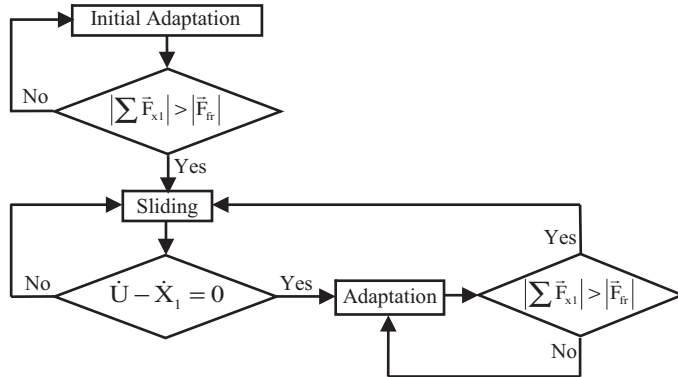 Initial Adaptation
No
|∑ F⃗x1| > |F⃗fr|
Yes
Sliding
Yes
No
U̇ − Ẋ1 = 0
Yes
Adaptation
|∑ F⃗x1| > |F⃗fr|
No